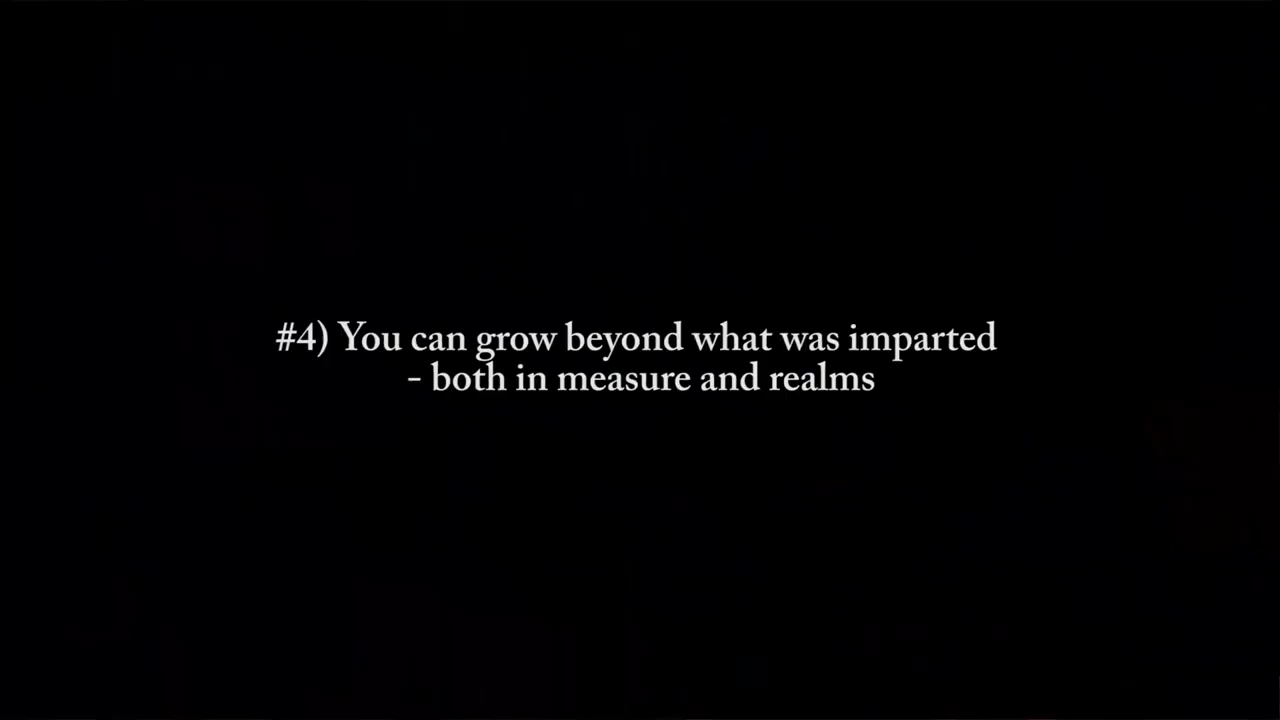 #4) You can grow beyond what was imparted
- both in measure and realms